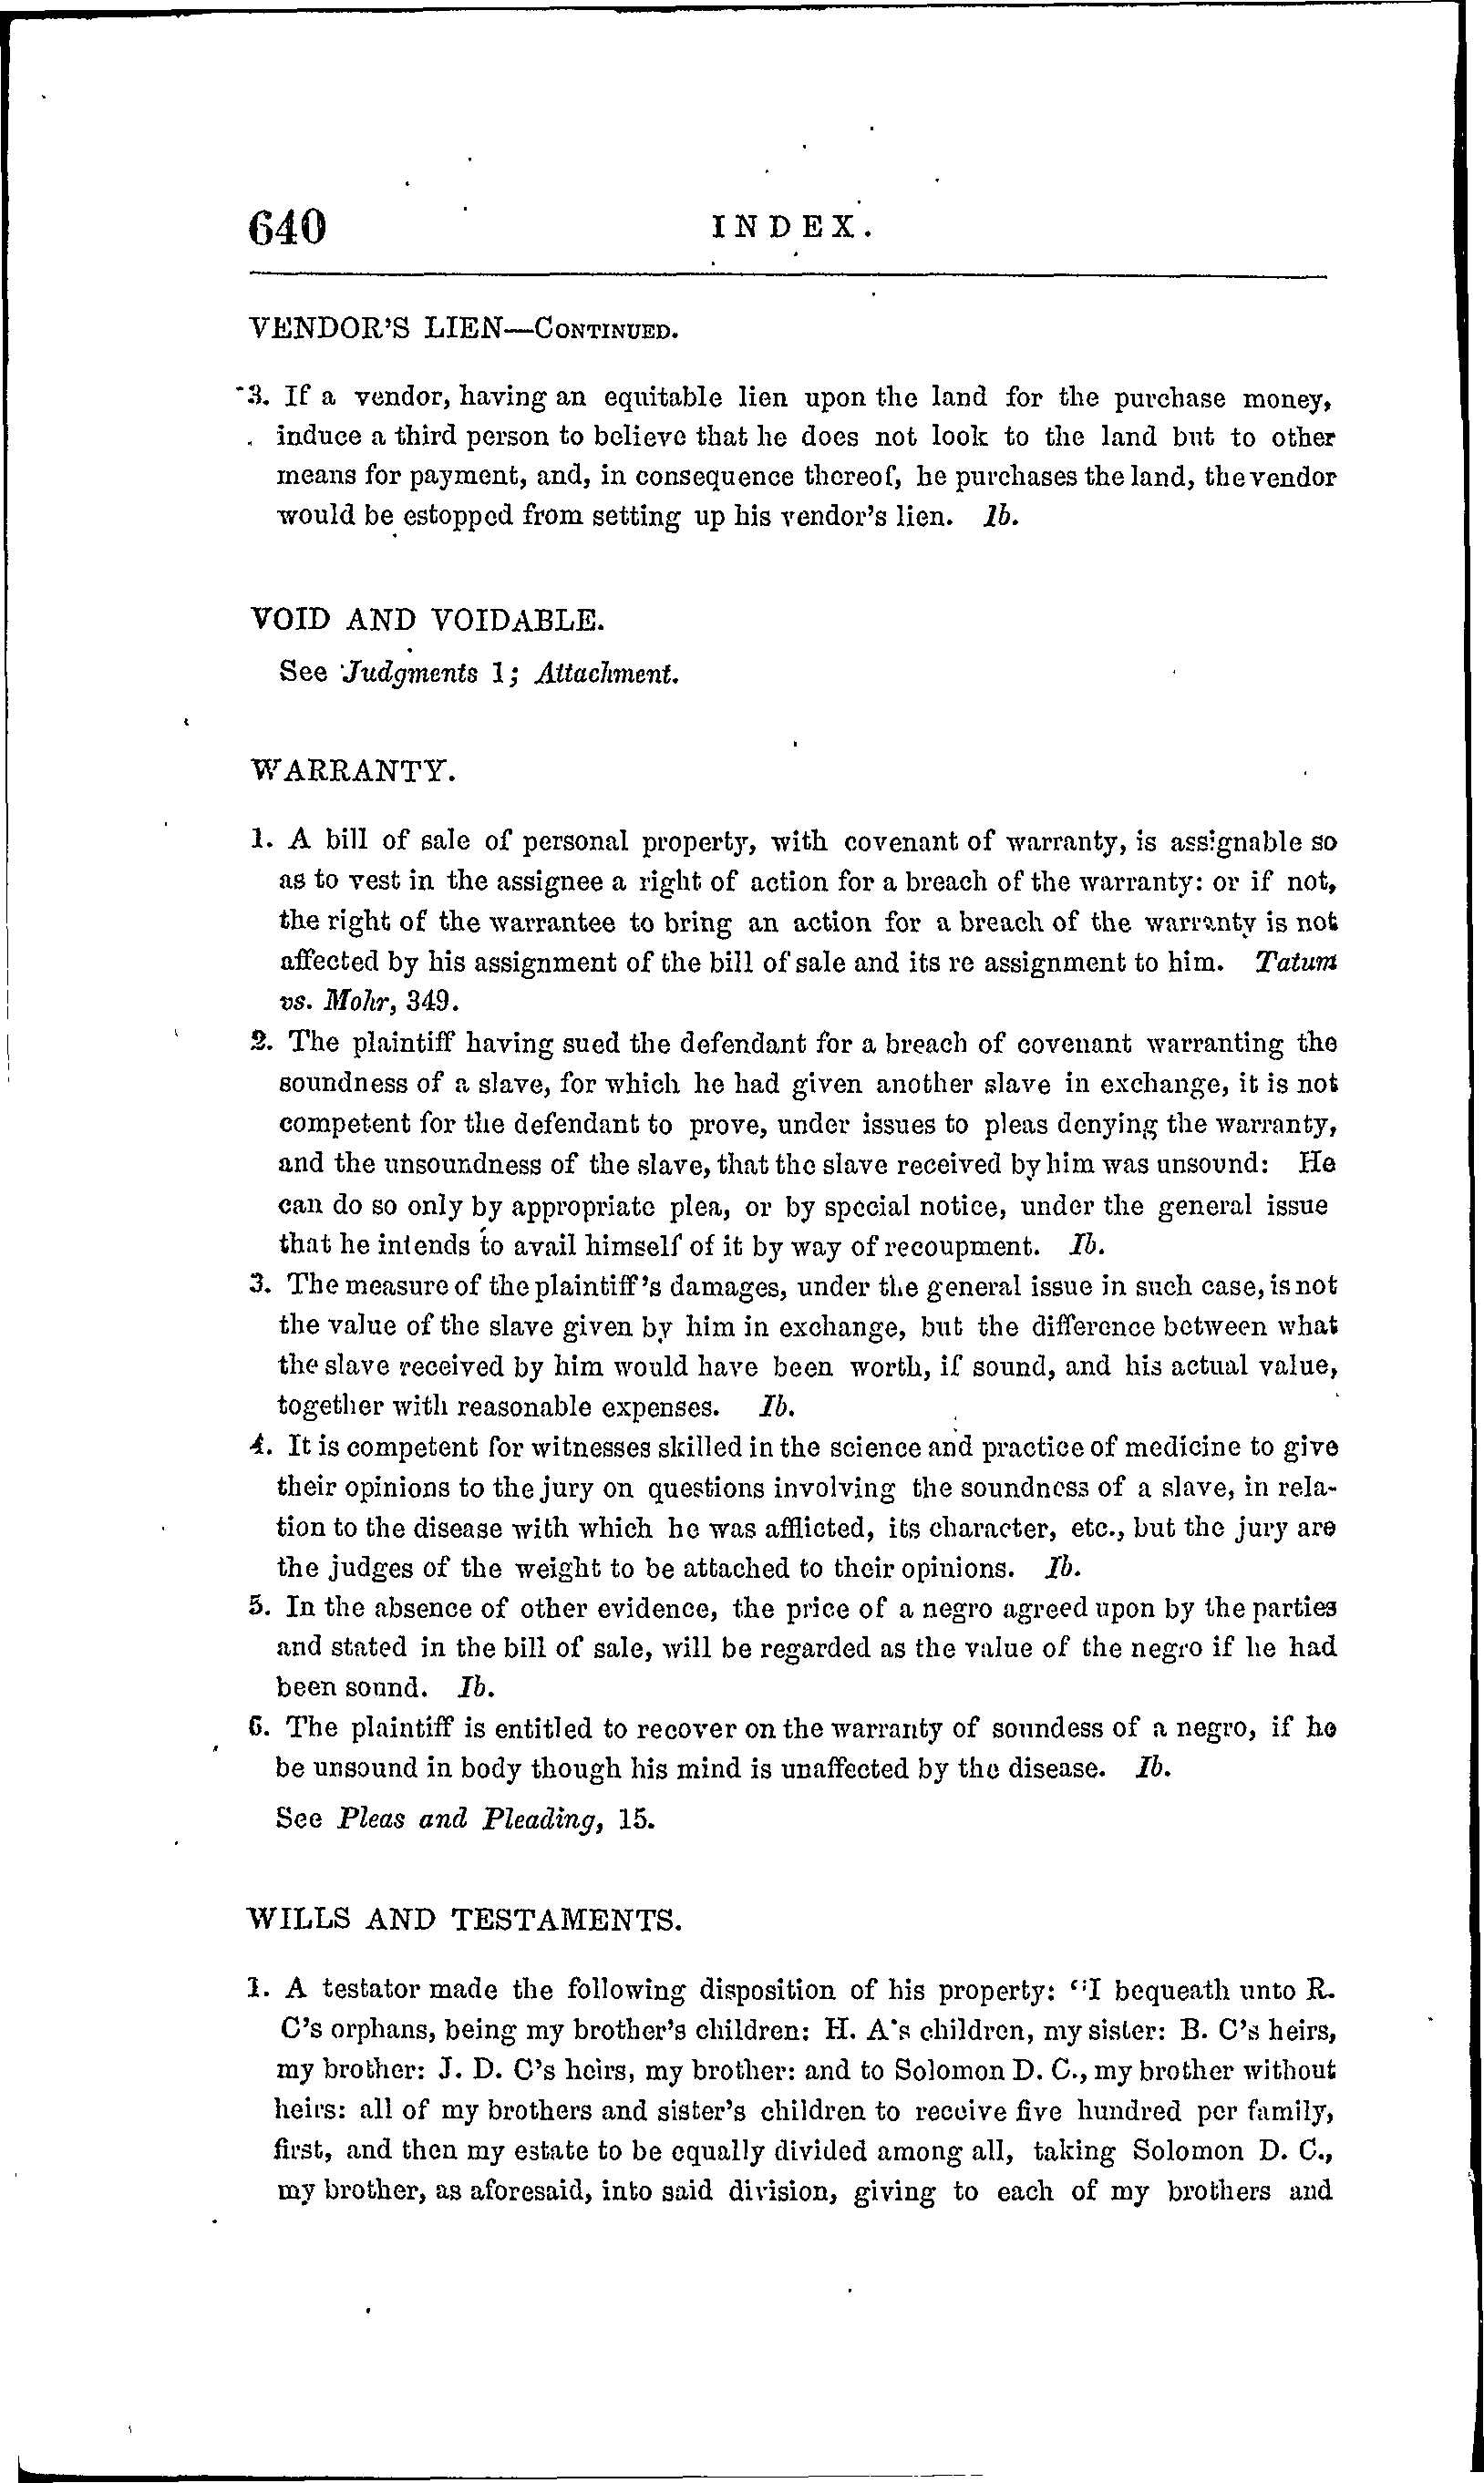 640 INDEX.
VENDOR'S LIEN—CONTINUED.
3. If a vendor, having an equitable lien upon the land for the purchase money,
induce a third person to believe that he does not look to the land but to other
means for payment, and, in consequence thereof, he purchases the land, the vendor
would be estopped from setting up his vendor's lien. Ib.
VOID AND VOIDABLE.
See Judgments 1; Attachment.
WARRANTY.
1. A bill of sale of personal property, with covenant of warranty, is assignable so
as to vest in the assignee a right of action for a breach of the warranty: or if not,
the right of the warrantee to bring an action for a breach of the warranty is not
affected by his assignment of the bill of sale and its re assignment to him. Tatum
vs. Mohr, 349.
2. The plaintiff having sued the defendant for a breach of covenant warranting the
soundness of a slave, for which he had given another slave in exchange, it is not
competent for the defendant to prove, under issues to pleas denying the warranty,
and the unsoundness of the slave, that the slave received by him was unsound: He
can do so only by appropriate plea, or by special notice, under the general issue
that he intends to avail himself of it by way of recoupment. Ib.
3. The measure of the plaintiff's damages, under the general issue in such case, is not
the value of the slave given by him in exchange, but the difference between what
the slave received by him would have been worth, if sound, and his actual value,
together with reasonable expenses. Ib.
4. It is competent for witnesses skilled in the science and practice of medicine to give
their opinions to the jury on questions involving the soundness of a slave, in rela-
tion to the disease with which he was afflicted, its character, etc., but the jury are
the judges of the weight to be attached to their opinions. Ib.
5. In the absence of other evidence, the price of a negro agreed upon by the parties
and stated in the bill of sale, will be regarded as the value of the negro if he had
been sound. Ib.
6. The plaintiff is entitled to recover on the warranty of soundess of a negro, if he
be unsound in body though his mind is unaffected by the disease. Ib.
See Pleas and Pleading, 15.
WILLS AND TESTAMENTS.
1. A testator made the following disposition of his property: "I bequeath unto R.
C's orphans, being my brother's children: H. A's children, my sister: B. C's heirs,
my brother: J. D. C's heirs, my brother: and to Solomon D. C., my brother without
heirs: all of my brothers and sister's children to receive five hundred per family,
first, and then my estate to be equally divided among all, taking Solomon D. C.,
my brother, as aforesaid, into said division, giving to each of my brothers and